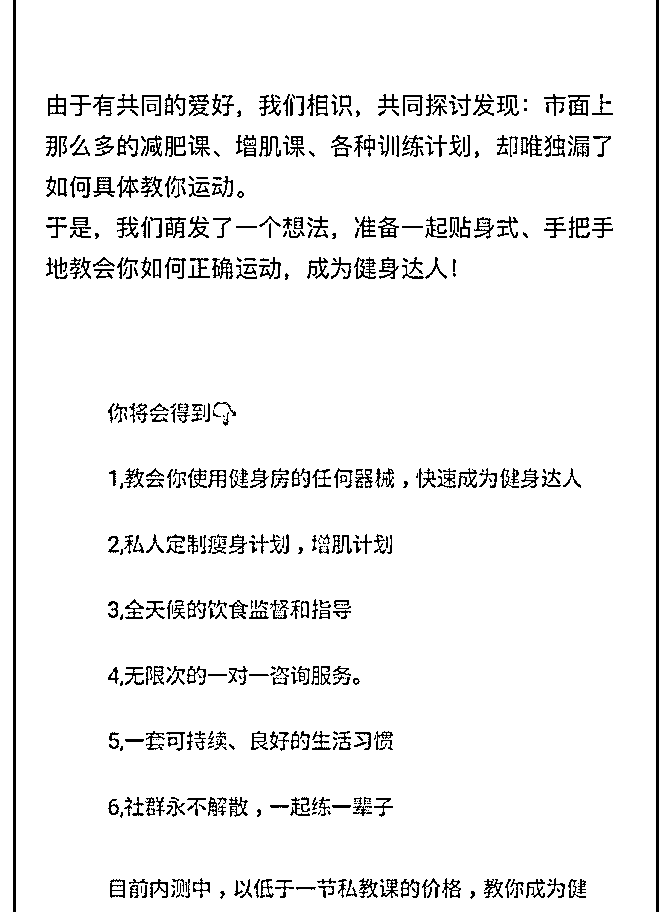 由于有共同的爱好，我们相识，共同探讨发现：市面上
那么多的减肥课、增肌课、各种训练计划，却唯独漏了
如何具体教你运动。
于是，我们萌发了一个想法，准备一起贴身式、手把手
地教会你如何正确运动，成为健身达人！
你将会得到👇
1,教会你使用健身房的任何器械，快速成为健身达人
2,私人定制瘦身计划，增肌计划
3,全天候的饮食监督和指导
4,无限次的一对一咨询服务。
5,一套可持续、良好的生活习惯
6,社群永不解散，一起练一辈子
目前内测中，以低于一节私教课的价格，教你成为健